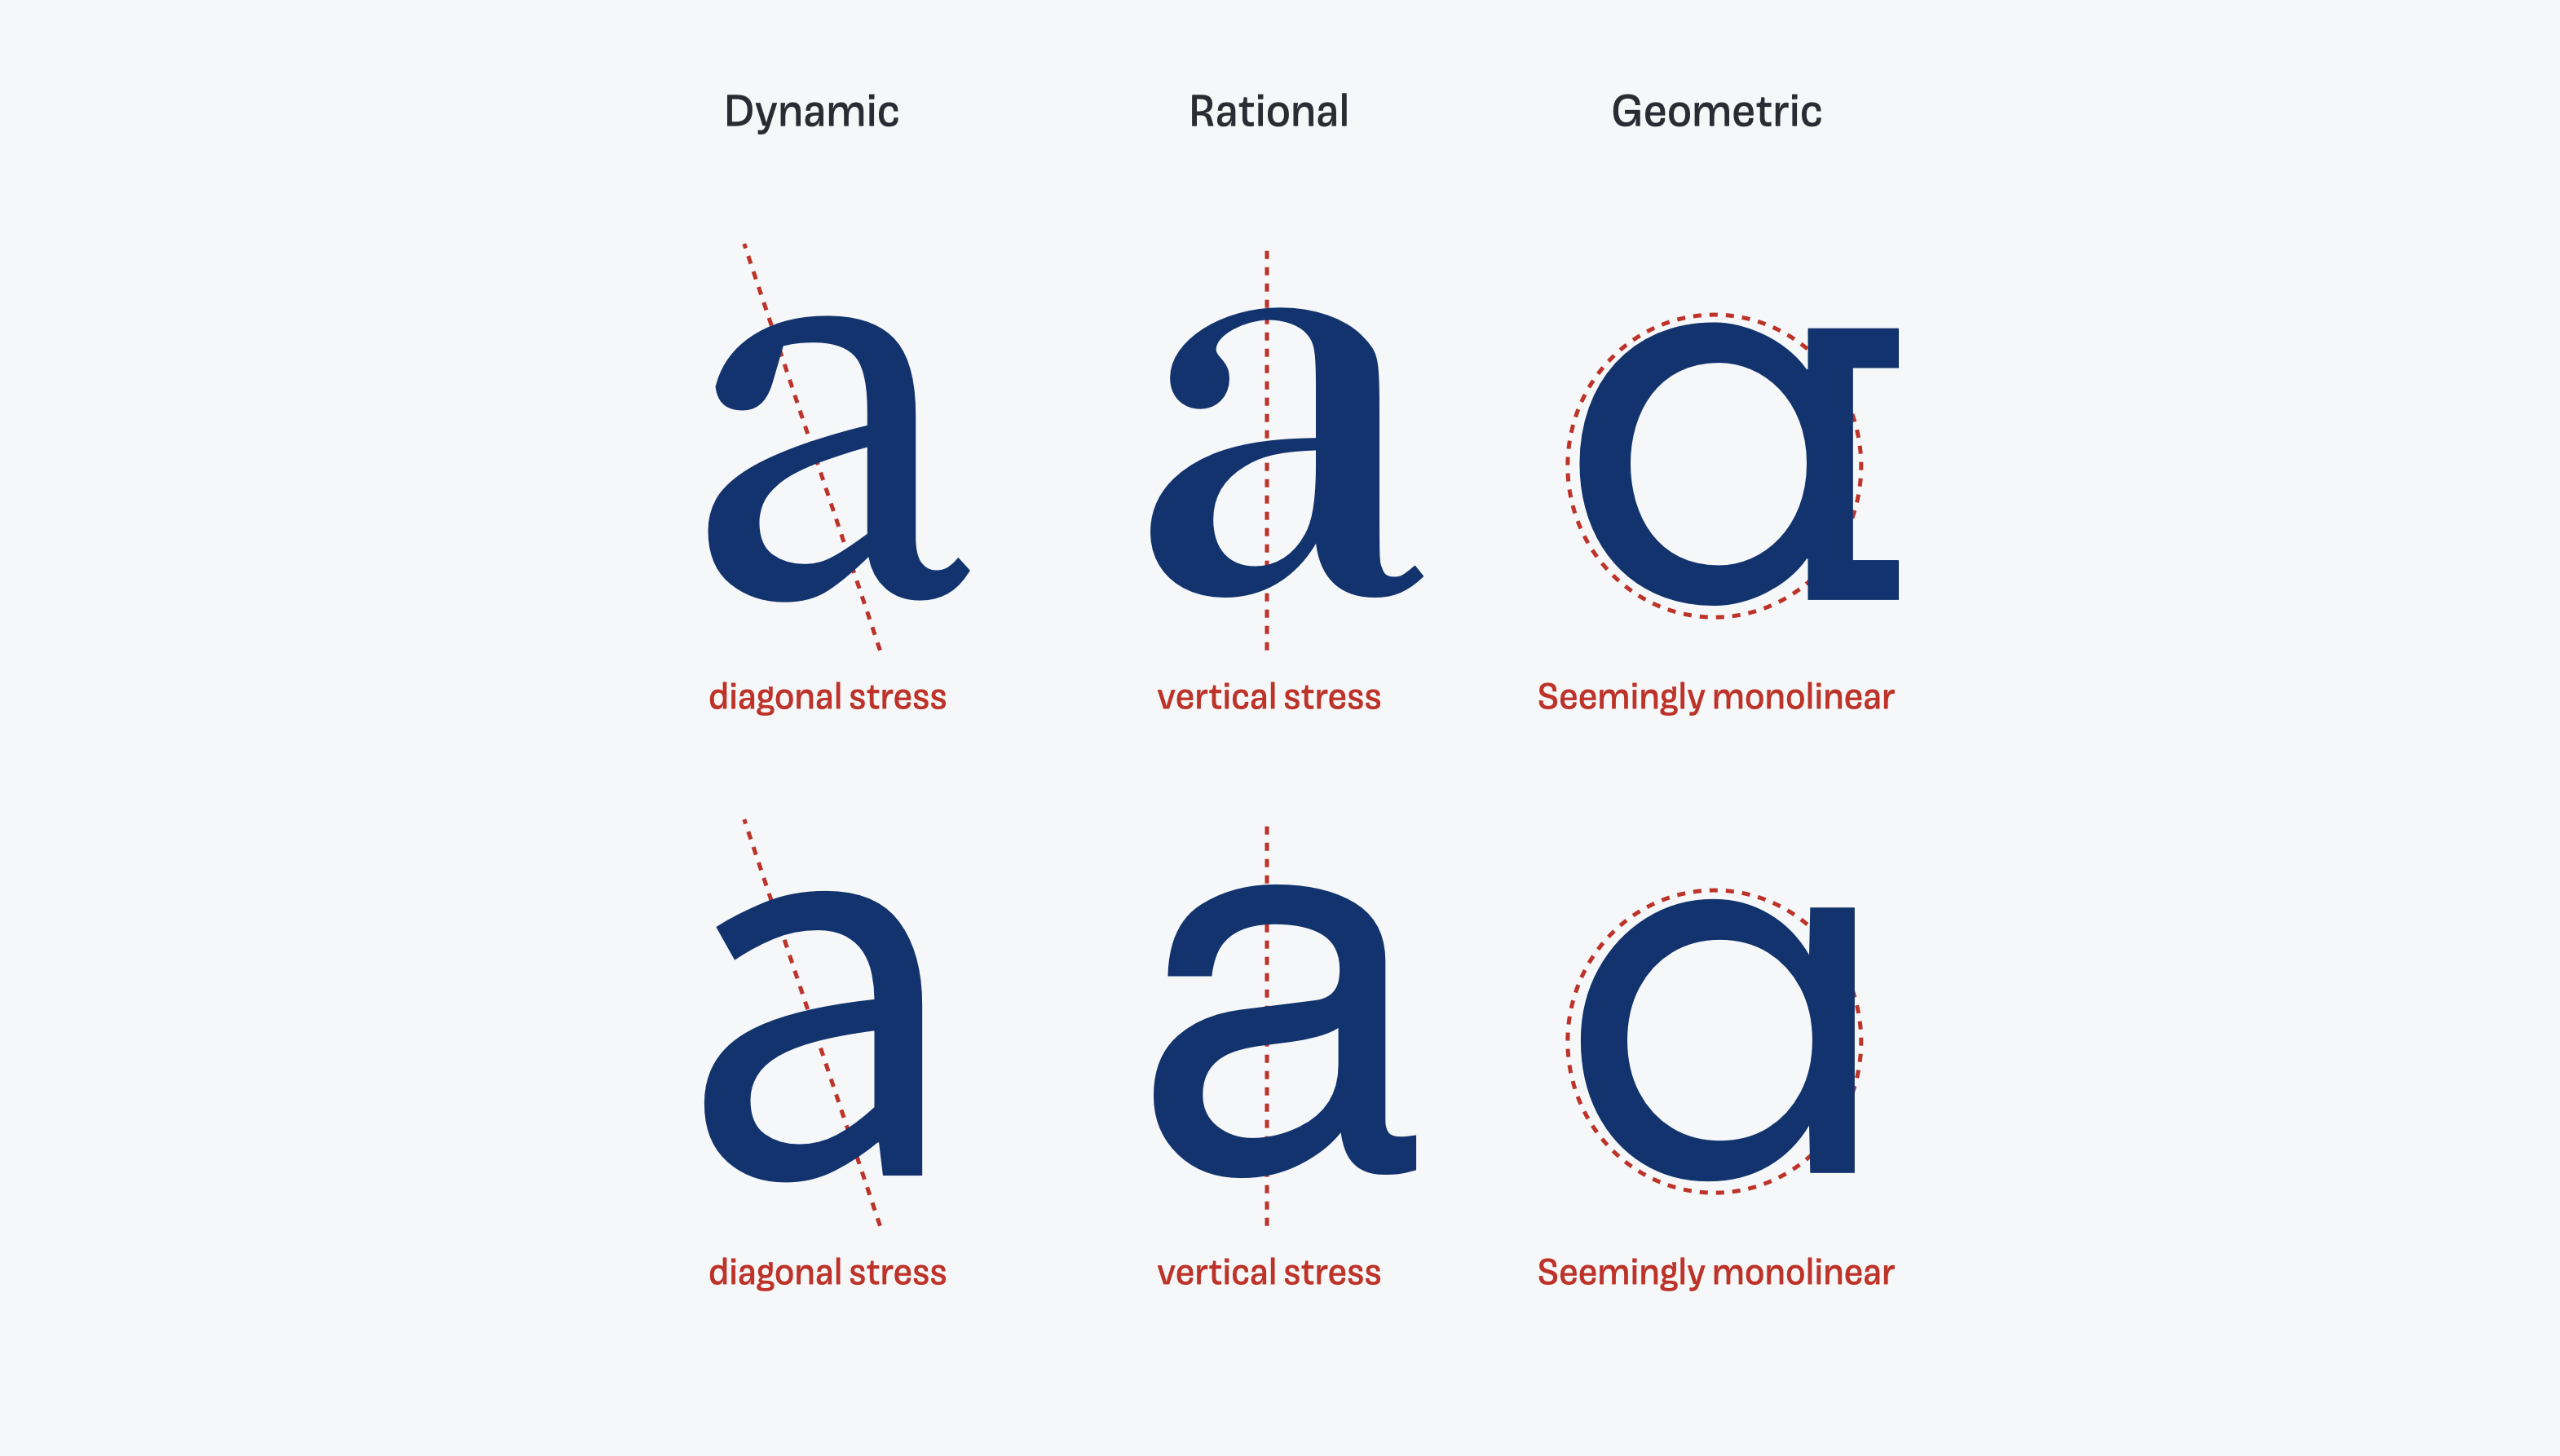 Dynamic Rational Geometric
a a a
diagonal stress vertical stress Seemingly monolinear
a a a
diagonal stress vertical stress Seemingly monolinear